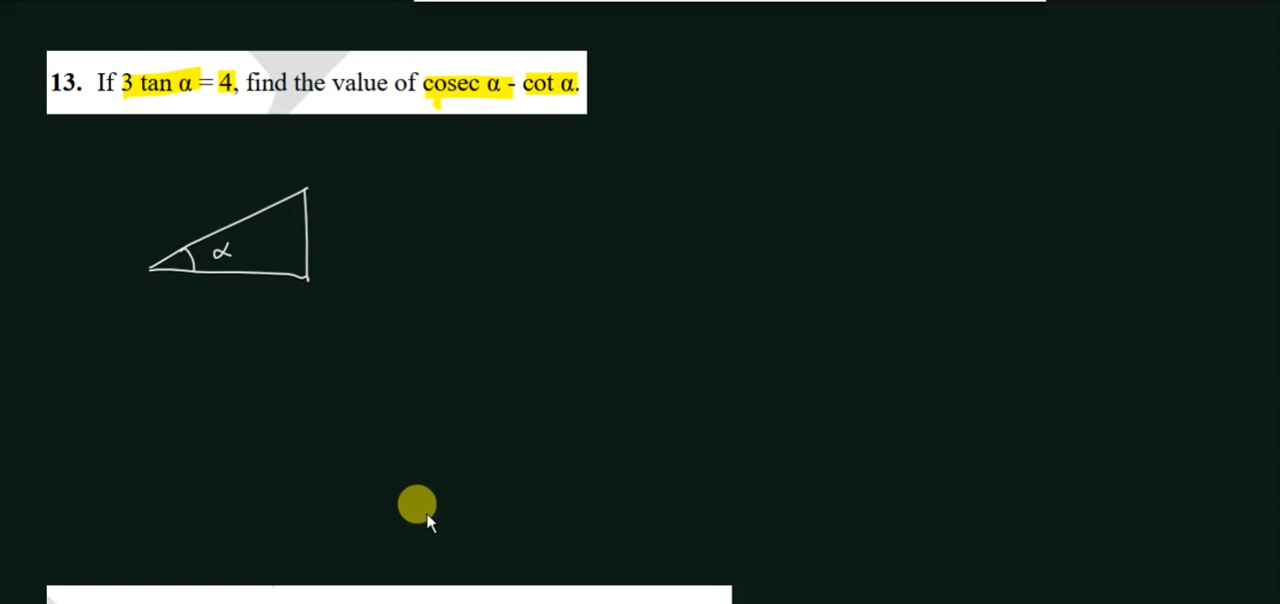 13. If 3 tan α = 4, find the value of cosec α - cot α.
α